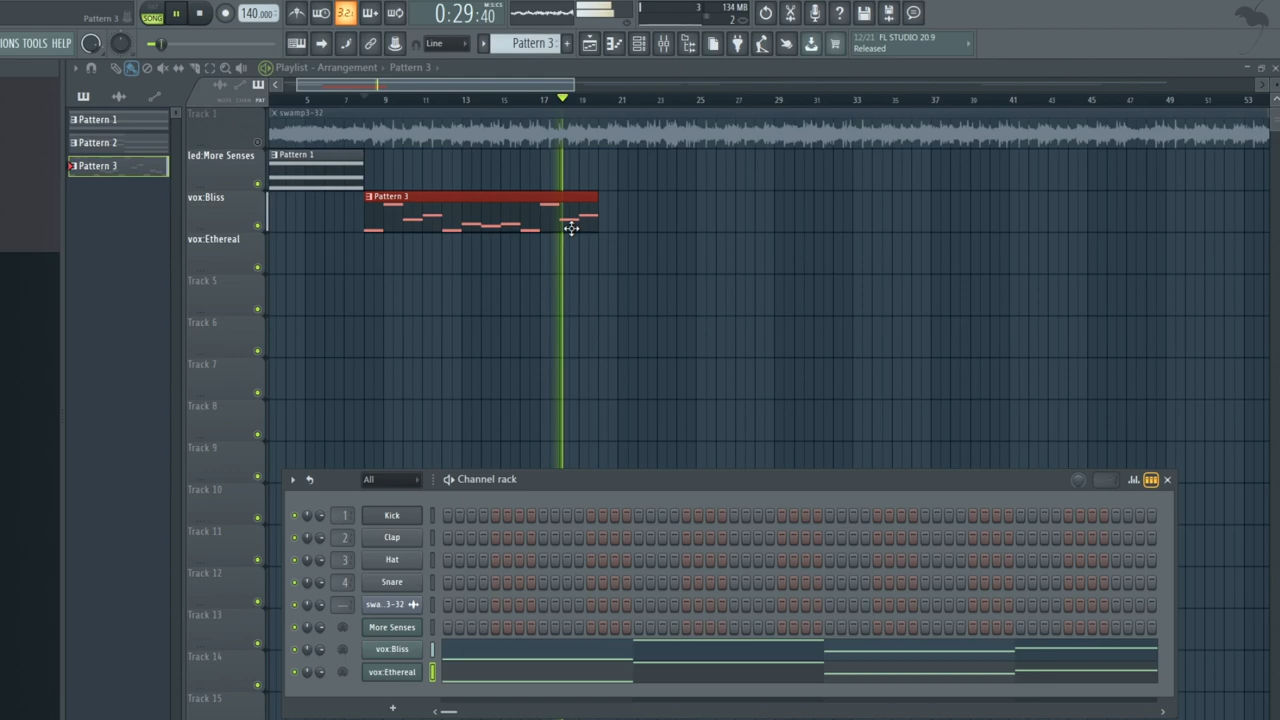 Pattern 3
SONG
140.000
3.2:
M:S:CS
0:29:40
3
134 MB
2
IONS TOOLS HELP
Line
Pattern 3
12/21 FL STUDIO 20.9
Released
Playlist - Arrangement › Pattern 3 ›
5 7 11 13 15 17 19 21 23 25 27 29 31 33 35 37 39 41 43 45 47 49 51 53
Pattern 1
Pattern 2
Pattern 3
Track 1
swamp3-32
led:More Senses
Pattern 1
vox:Bliss
Pattern 3
vox:Ethereal
Track 5
Track 6
Track 7
Track 8
Track 9
Track 10
Track 11
Track 12
Track 13
Track 14
Track 15
All
Channel rack
1 Kick
2 Clap
3 Hat
4 Snare
--- swa..3-32
More Senses
vox:Bliss
vox:Ethereal